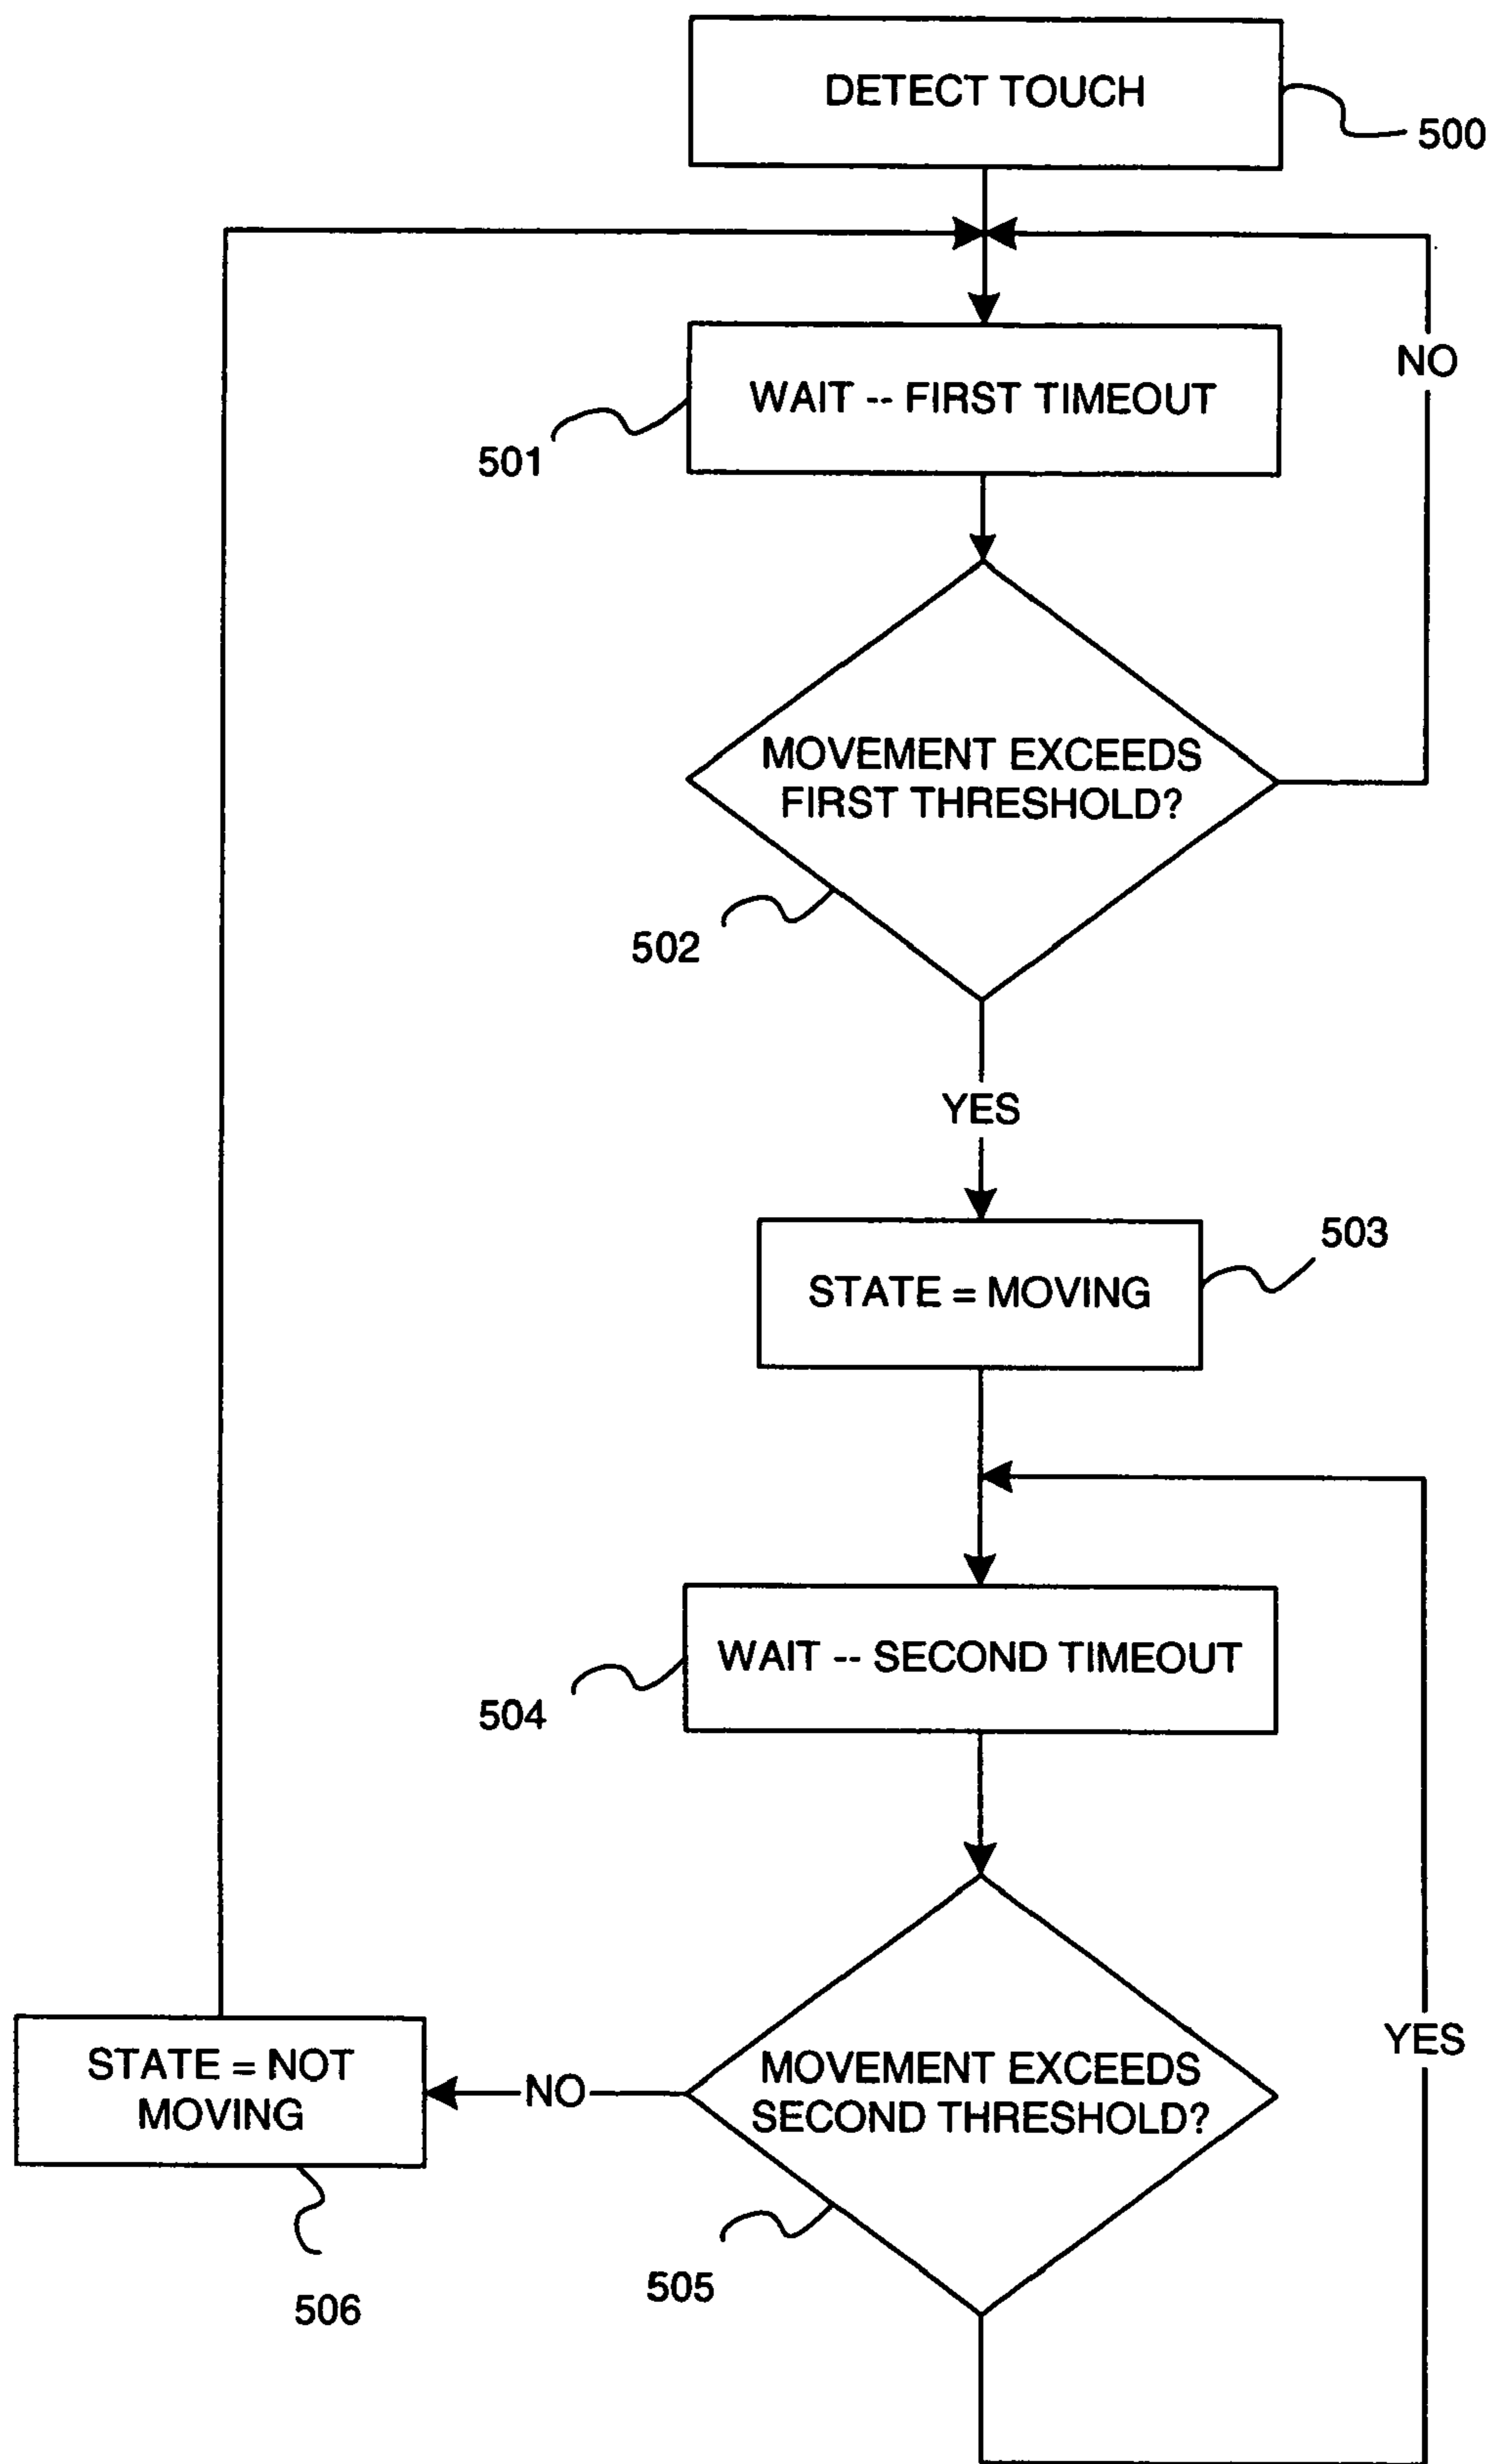 DETECT TOUCH
500
NO
WAIT -- FIRST TIMEOUT
501
MOVEMENT EXCEEDS
FIRST THRESHOLD?
502
YES
503
STATE = MOVING
WAIT -- SECOND TIMEOUT
504
YES
STATE = NOT
MOVING
NO
MOVEMENT EXCEEDS
SECOND THRESHOLD?
505
506